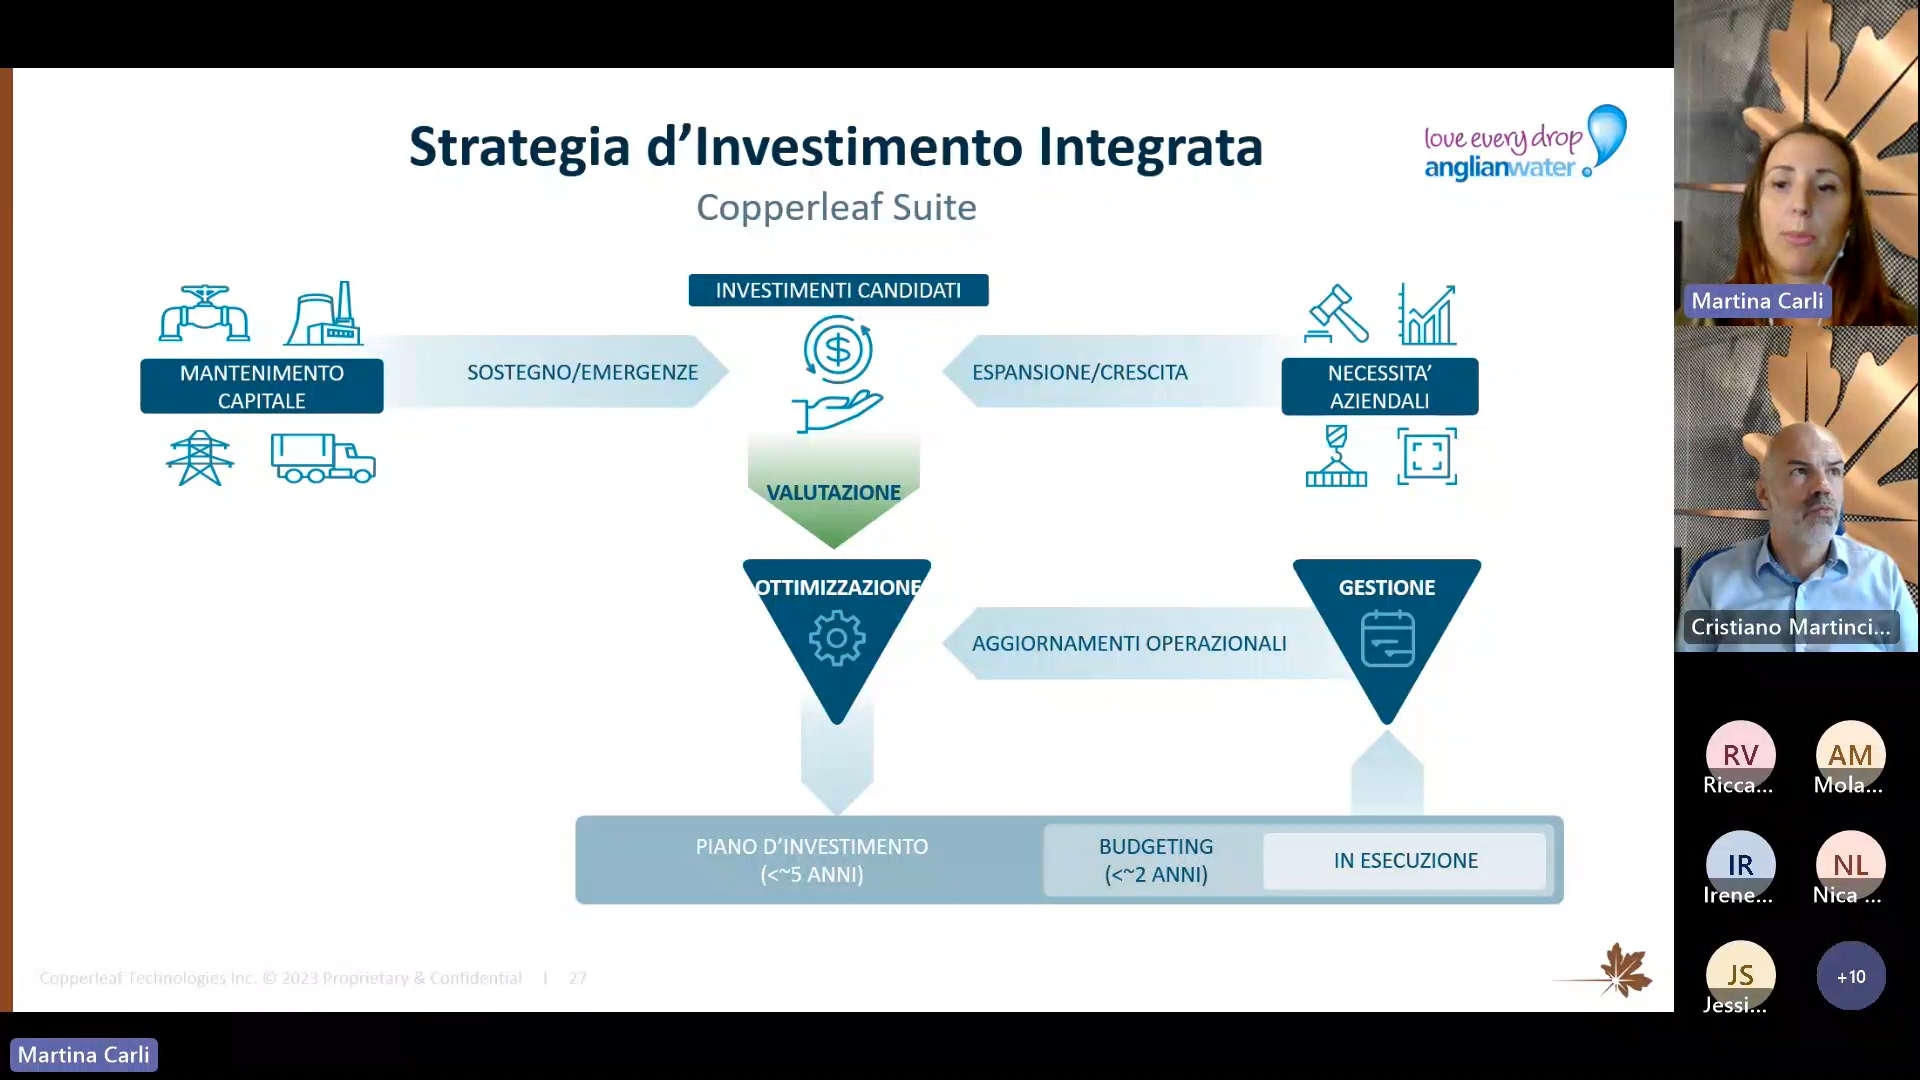 Strategia d’Investimento Integrata
Copperleaf Suite
love every drop
anglianwater
INVESTIMENTI CANDIDATI
MANTENIMENTO
CAPITALE
SOSTEGNO/EMERGENZE
ESPANSIONE/CRESCITA
NECESSITA’
AZIENDALI
VALUTAZIONE
OTTIMIZZAZIONE
GESTIONE
AGGIORNAMENTI OPERAZIONALI
PIANO D’INVESTIMENTO
(<~5 ANNI)
BUDGETING
(<~2 ANNI)
IN ESECUZIONE
Copperleaf Technologies Inc. © 2023 Proprietary & Confidential | 27
Martina Carli
Martina Carli
Cristiano Martinci...
RV
Ricca...
AM
Mola...
IR
Irene...
NL
Nica ...
JS
Jessi...
+10